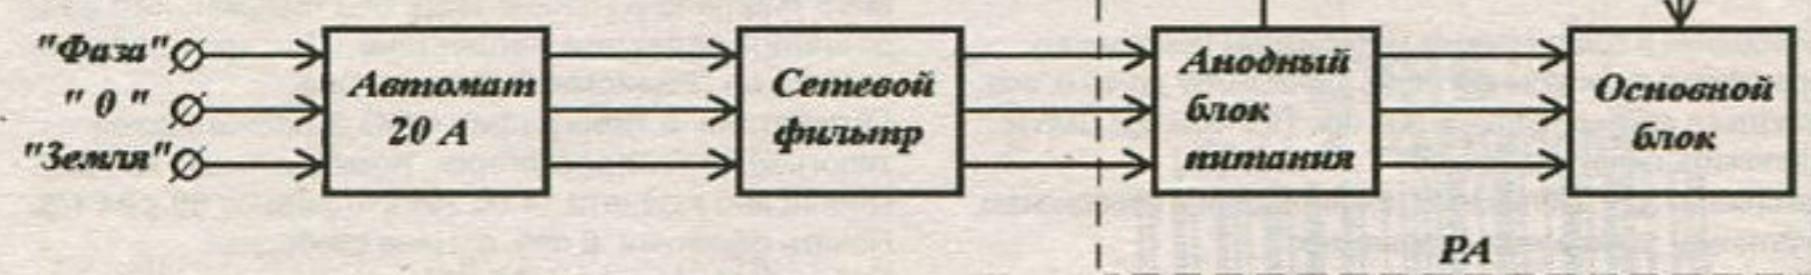 "Фаза"
" 0 "
"Земля"
Автомат
20 А
Сетевой
фильтр
Анодный
блок
питания
Основной
блок
РА